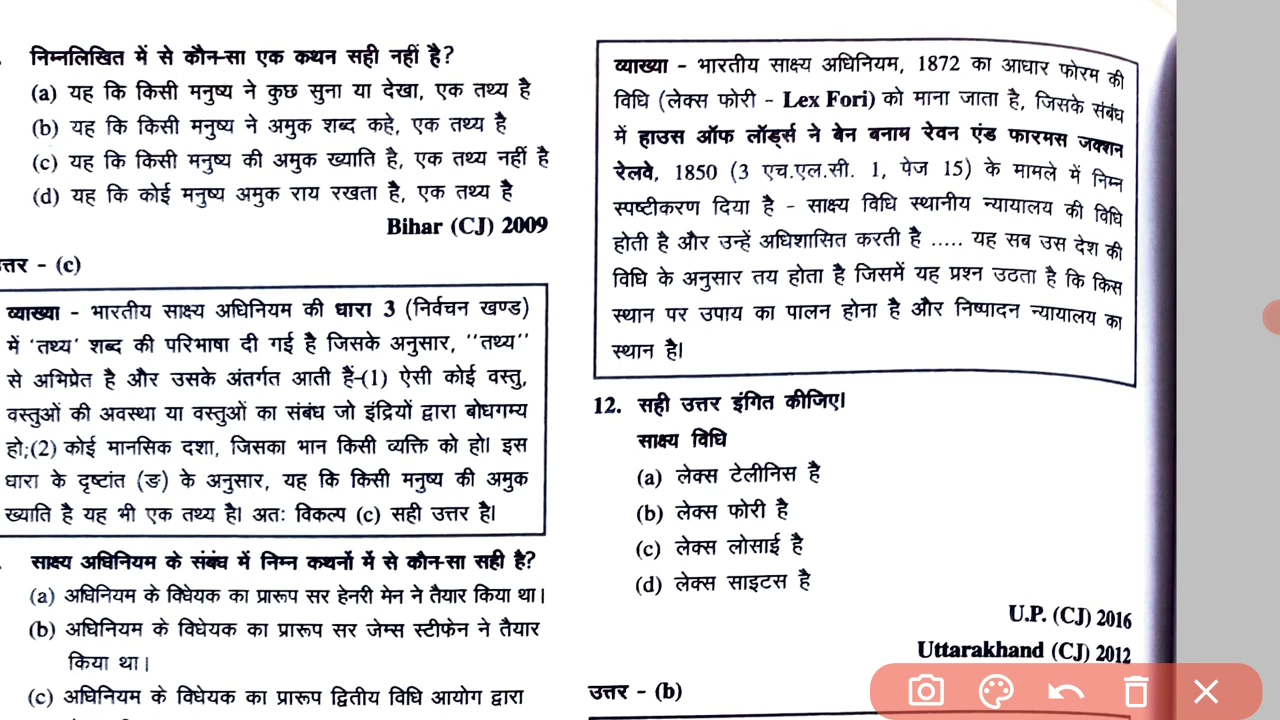 निम्नलिखित में से कौन-सा एक कथन सही नहीं है?
(a) यह कि किसी मनुष्य ने कुछ सुना या देखा, एक तथ्य है
(b) यह कि किसी मनुष्य ने अमुक शब्द कहे, एक तथ्य है
(c) यह कि किसी मनुष्य की अमुक ख्याति है, एक तथ्य नहीं है
(d) यह कि कोई मनुष्य अमुक राय रखता है, एक तथ्य है
Bihar (CJ) 2009
त्तर - (c)
व्याख्या - भारतीय साक्ष्य अधिनियम की धारा 3 (निर्वचन खण्ड)
में 'तथ्य' शब्द की परिभाषा दी गई है जिसके अनुसार, ''तथ्य''
से अभिप्रेत है और उसके अंतर्गत आती हैं-(1) ऐसी कोई वस्तु,
वस्तुओं की अवस्था या वस्तुओं का संबंध जो इंद्रियों द्वारा बोधगम्य
हो;(2) कोई मानसिक दशा, जिसका भान किसी व्यक्ति को हो। इस
धारा के दृष्टांत (ङ) के अनुसार, यह कि किसी मनुष्य की अमुक
ख्याति है यह भी एक तथ्य है। अतः विकल्प (c) सही उत्तर है।
साक्ष्य अधिनियम के संबंध में निम्न कथनों में से कौन-सा सही है?
(a) अधिनियम के विधेयक का प्रारूप सर हेनरी मेन ने तैयार किया था।
(b) अधिनियम के विधेयक का प्रारूप सर जेम्स स्टीफेन ने तैयार
किया था।
(c) अधिनियम के विधेयक का प्रारूप द्वितीय विधि आयोग द्वारा
व्याख्या - भारतीय साक्ष्य अधिनियम, 1872 का आधार फोरम की
विधि (लेक्स फोरी - Lex Fori) को माना जाता है, जिसके संबंध
में हाउस ऑफ लॉर्ड्स ने बेन बनाम रेवन एंड फारमस जक्शन
रेलवे, 1850 (3 एच.एल.सी. 1, पेज 15) के मामले में निम्न
स्पष्टीकरण दिया है - साक्ष्य विधि स्थानीय न्यायालय की विधि
होती है और उन्हें अधिशासित करती है ..... यह सब उस देश की
विधि के अनुसार तय होता है जिसमें यह प्रश्न उठता है कि किस
स्थान पर उपाय का पालन होना है और निष्पादन न्यायालय का
स्थान है।
12. सही उत्तर इंगित कीजिए।
साक्ष्य विधि
(a) लेक्स टेलीनिस है
(b) लेक्स फोरी है
(c) लेक्स लोसाई है
(d) लेक्स साइटस है
U.P. (CJ) 2016
Uttarakhand (CJ) 2012
उत्तर - (b)